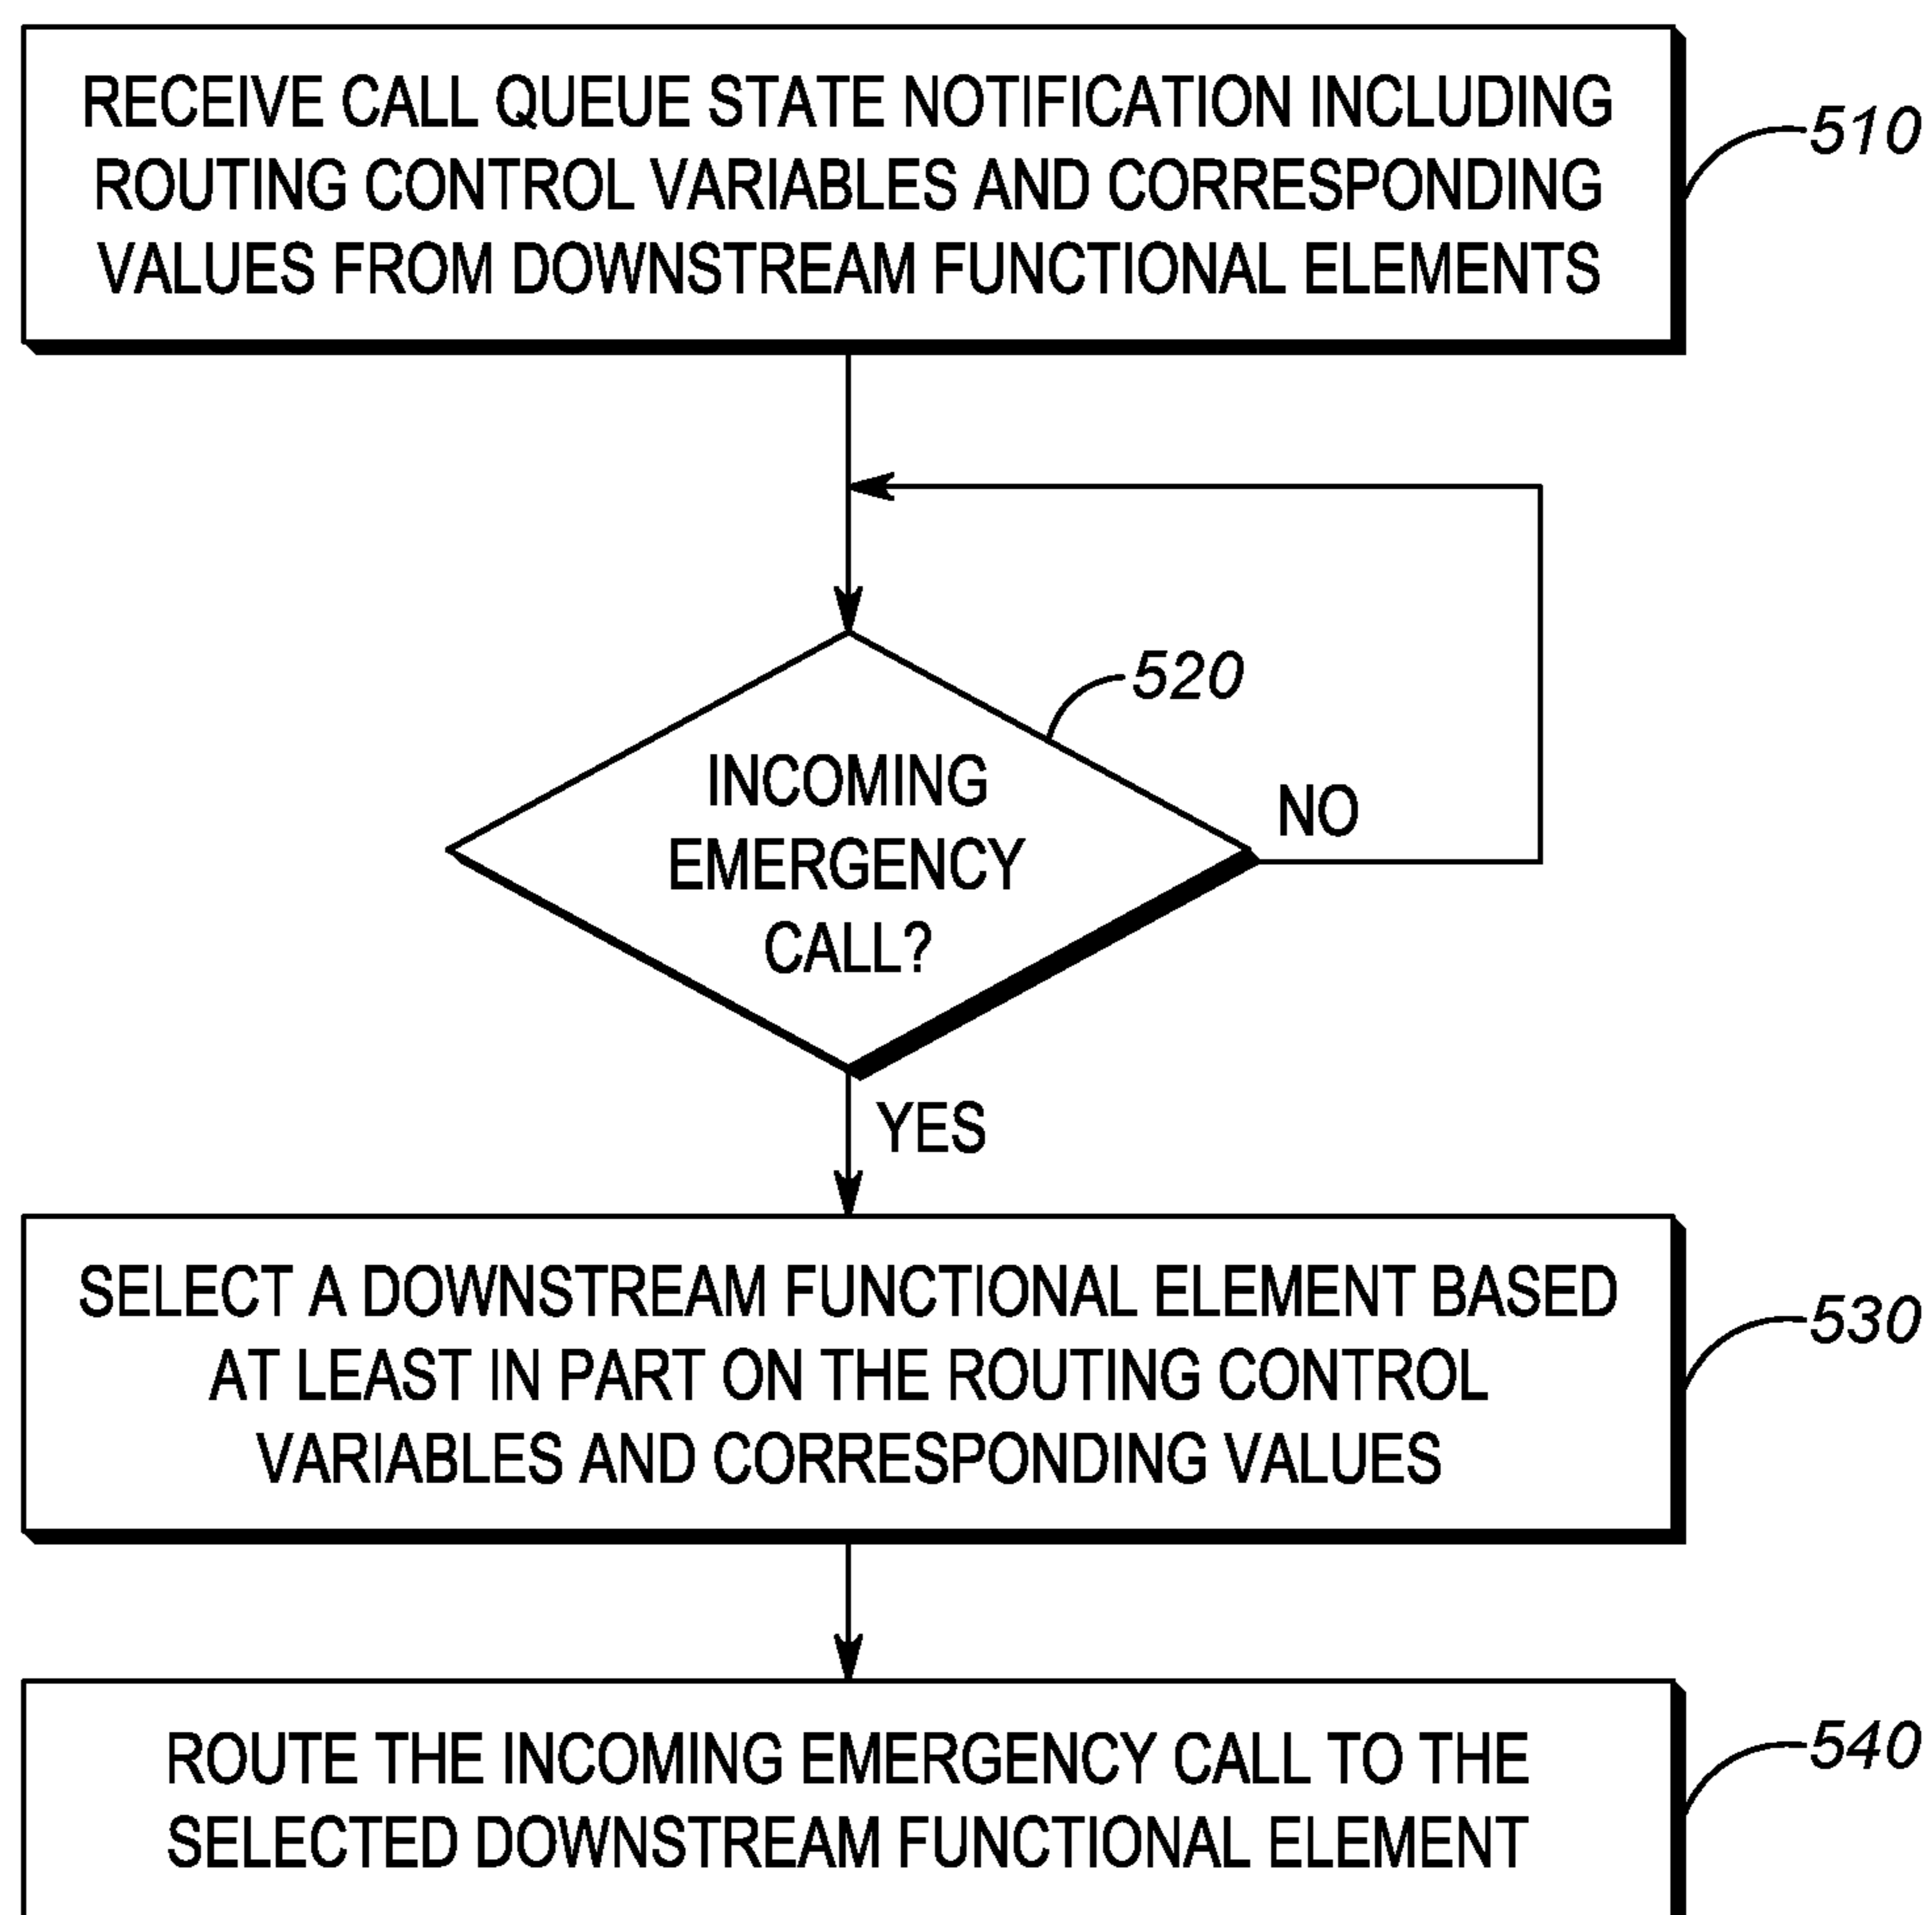 RECEIVE CALL QUEUE STATE NOTIFICATION INCLUDING
ROUTING CONTROL VARIABLES AND CORRESPONDING
VALUES FROM DOWNSTREAM FUNCTIONAL ELEMENTS
510
520
INCOMING
EMERGENCY
CALL?
NO
YES
SELECT A DOWNSTREAM FUNCTIONAL ELEMENT BASED
AT LEAST IN PART ON THE ROUTING CONTROL
VARIABLES AND CORRESPONDING VALUES
530
ROUTE THE INCOMING EMERGENCY CALL TO THE
SELECTED DOWNSTREAM FUNCTIONAL ELEMENT
540